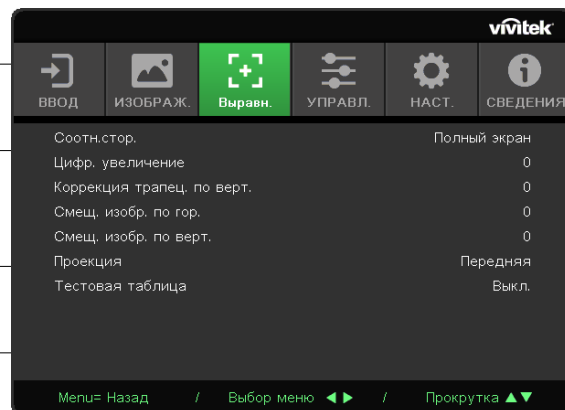 vivitek
ВВОД ИЗОБРАЖ. Выравн. УПРАВЛ. НАСТ. СВЕДЕНИЯ
Соотн.стор. Полный экран
Цифр. увеличение 0
Коррекция трапец. по верт. 0
Смещ. изобр. по гор. 0
Смещ. изобр. по верт. 0
Проекция Передняя
Тестовая таблица Выкл.
Menu= Назад / Выбор меню ◀▶ / Прокрутка ▲▼